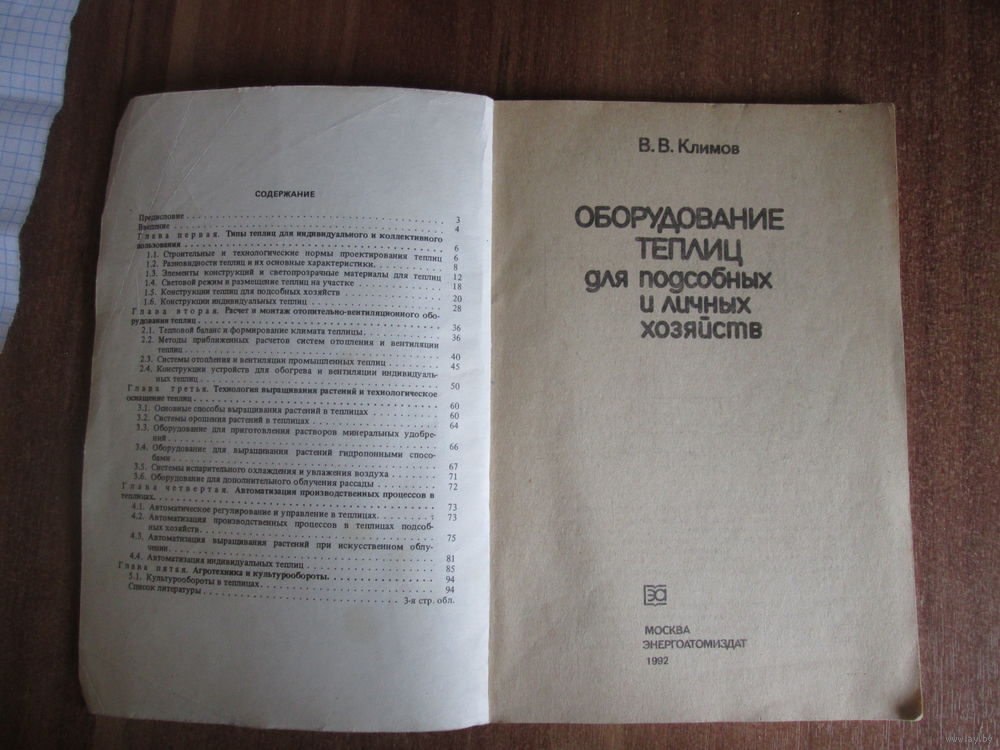 СОДЕРЖАНИЕ
Предисловие 3
Введение 4
Глава первая. Типы теплиц для индивидуального и коллективного
пользования 6
1.1. Строительные и технологические нормы проектирования теплиц 6
1.2. Разновидности теплиц и их основные характеристики. 8
1.3. Элементы конструкций и светопрозрачные материалы для теплиц 12
1.4. Световой режим и размещение теплиц на участке 18
1.5. Конструкции теплиц для подсобных хозяйств 20
1.6. Конструкции индивидуальных теплиц 28
Глава вторая. Расчет и монтаж отопительно-вентиляционного обо-
рудования теплиц 36
2.1. Тепловой баланс и формирование климата теплицы 36
2.2. Методы приближенных расчетов систем отопления и вентиляции
теплиц 40
2.3. Системы отопления и вентиляции промышленных теплиц 45
2.4. Конструкции устройств для обогрева и вентиляции индивидуаль-
ных теплиц 50
Глава третья. Технология выращивания растений и технологическое
оснащение теплиц 60
3.1. Основные способы выращивания растений в теплицах 60
3.2. Системы орошения растений в теплицах 64
3.3. Оборудование для приготовления растворов минеральных удобре-
ний 66
3.4. Оборудование для выращивания растений гидропонными спосо-
бами 67
3.5. Системы испарительного охлаждения и увлажения воздуха 71
3.6. Оборудование для дополнительного облучения рассады 72
Глава четвертая. Автоматизация производственных процессов в
теплицах. 73
4.1. Автоматическое регулирование и управление в теплицах. 73
4.2. Автоматизация производственных процессов в теплицах подсоб-
ных хозяйств. 75
4.3. Автоматизация выращивания растений при искусственном облу-
чении. 81
4.4. Автоматизация индивидуальных теплиц 85
Глава пятая. Агротехника и культурообороты. 94
5.1. Культурообороты в теплицах. 94
Список литературы 3-я стр. обл.
В. В. Климов
ОБОРУДОВАНИЕ
ТЕПЛИЦ
для подсобных
и личных
хозяйств
МОСКВА
ЭНЕРГОАТОМИЗДАТ
1992
www.ay.by